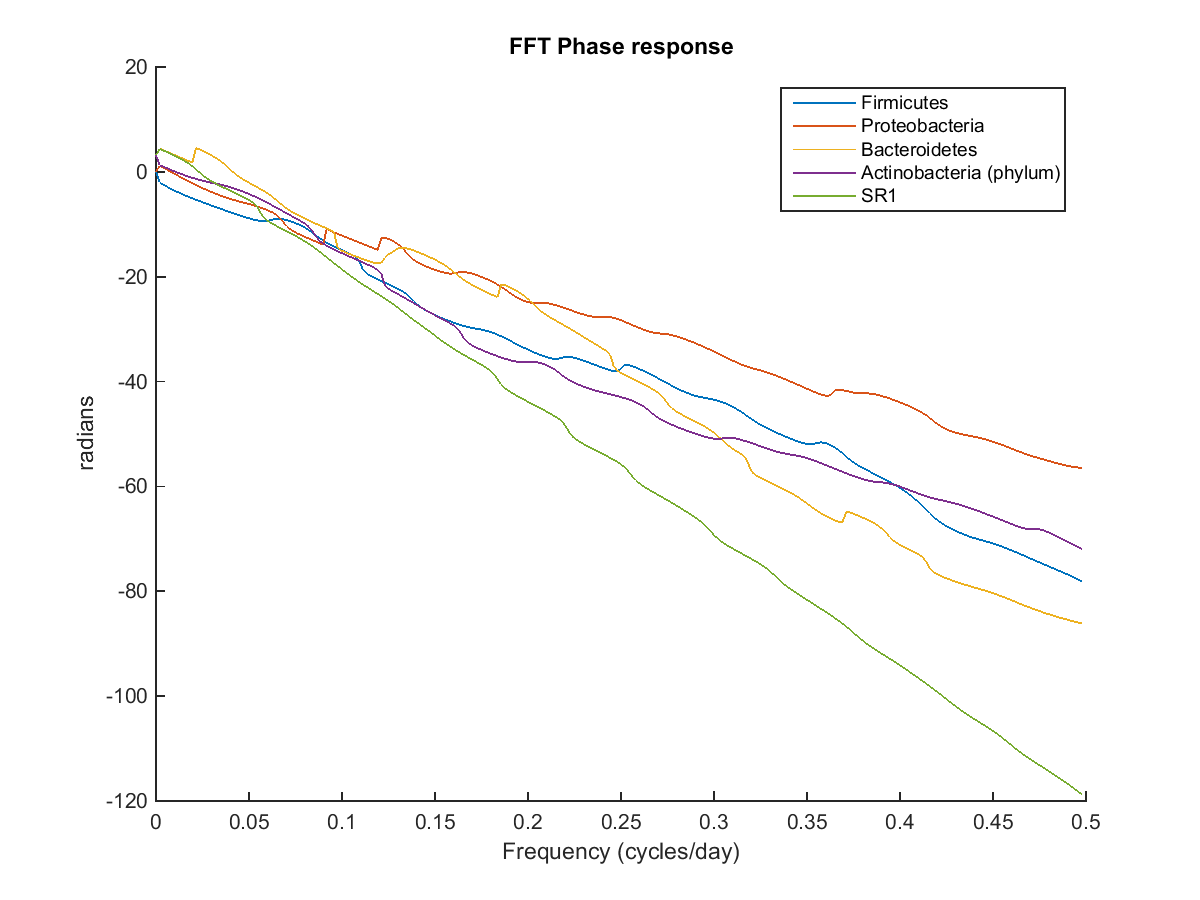 FFT Phase response
20
0
-20
-40
-60
-80
-100
-120
radians
Firmicutes
Proteobacteria
Bacteroidetes
Actinobacteria (phylum)
SR1
0 0.05 0.1 0.15 0.2 0.25 0.3 0.35 0.4 0.45 0.5
Frequency (cycles/day)